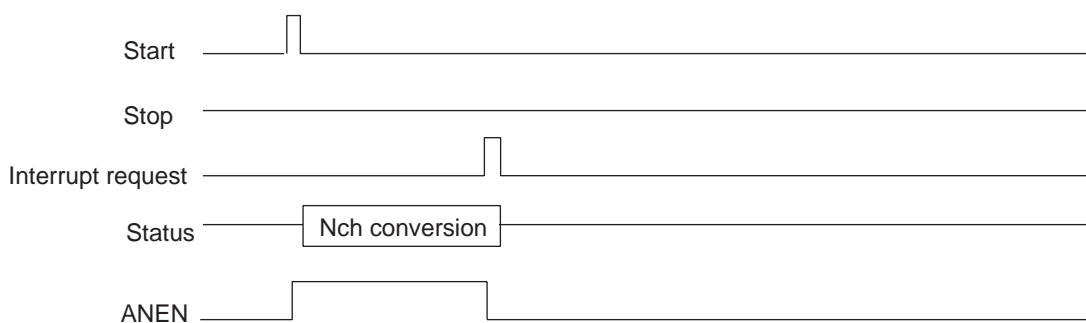 Start
Stop
Interrupt request
Status
Nch conversion
ANEN